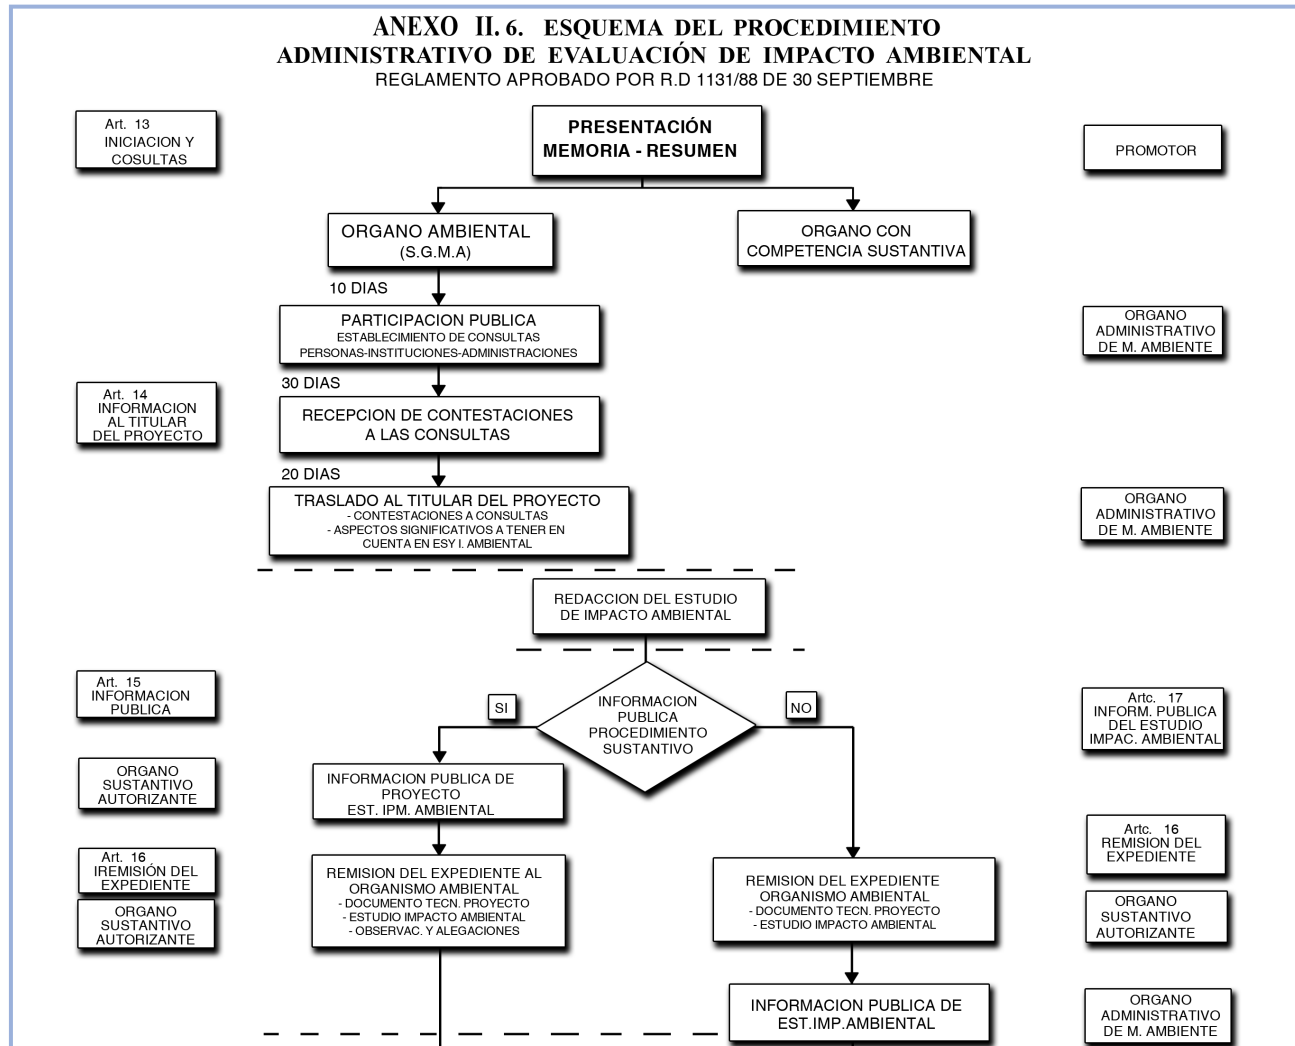 ANEXO II. 6. ESQUEMA DEL PROCEDIMIENTO
ADMINISTRATIVO DE EVALUACIÓN DE IMPACTO AMBIENTAL
REGLAMENTO APROBADO POR R.D 1131/88 DE 30 SEPTIEMBRE
Art. 13
INICIACION Y
COSULTAS
PRESENTACIÓN
MEMORIA - RESUMEN
PROMOTOR
ORGANO AMBIENTAL
(S.G.M.A)
ORGANO CON
COMPETENCIA SUSTANTIVA
10 DIAS
PARTICIPACION PUBLICA
ESTABLECIMIENTO DE CONSULTAS
PERSONAS-INSTITUCIONES-ADMINISTRACIONES
ORGANO
ADMINISTRATIVO
DE M. AMBIENTE
30 DIAS
Art. 14
INFORMACION
AL TITULAR
DEL PROYECTO
RECEPCION DE CONTESTACIONES
A LAS CONSULTAS
20 DIAS
TRASLADO AL TITULAR DEL PROYECTO
- CONTESTACIONES A CONSULTAS
- ASPECTOS SIGNIFICATIVOS A TENER EN
CUENTA EN ESY I. AMBIENTAL
ORGANO
ADMINISTRATIVO
DE M. AMBIENTE
REDACCION DEL ESTUDIO
DE IMPACTO AMBIENTAL
Art. 15
INFORMACION
PUBLICA
SI
INFORMACION
PUBLICA
PROCEDIMIENTO
SUSTANTIVO
NO
Artc. 17
INFORM. PUBLICA
DEL ESTUDIO
IMPAC. AMBIENTAL
ORGANO
SUSTANTIVO
AUTORIZANTE
INFORMACION PUBLICA DE
PROYECTO
EST. IPM. AMBIENTAL
Artc. 16
REMISION DEL
EXPEDIENTE
Art. 16
IREMISIÓN DEL
EXPEDIENTE
REMISION DEL EXPEDIENTE AL
ORGANISMO AMBIENTAL
- DOCUMENTO TECN. PROYECTO
- ESTUDIO IMPACTO AMBIENTAL
- OBSERVAC. Y ALEGACIONES
REMISION DEL EXPEDIENTE
ORGANISMO AMBIENTAL
- DOCUMENTO TECN. PROYECTO
- ESTUDIO IMPACTO AMBIENTAL
ORGANO
SUSTANTIVO
AUTORIZANTE
ORGANO
SUSTANTIVO
AUTORIZANTE
INFORMACION PUBLICA DE
EST.IMP.AMBIENTAL
ORGANO
ADMINISTRATIVO
DE M. AMBIENTE